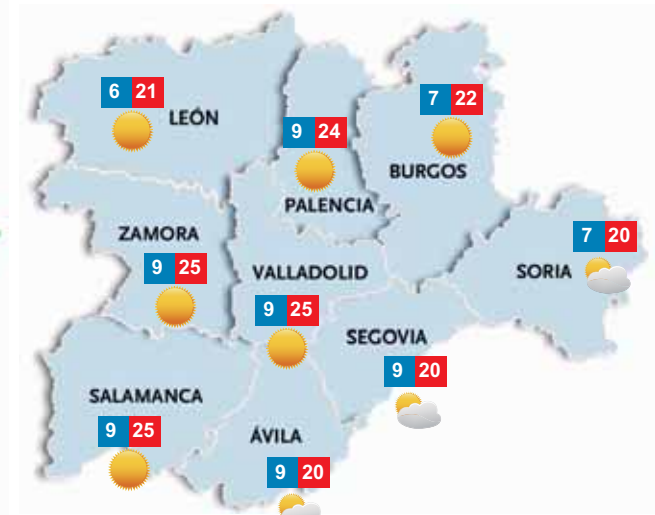 6 21
LEÓN
9 24
PALENCIA
7 22
BURGOS
ZAMORA
9 25
VALLADOLID
9 25
7 20
SORIA
SEGOVIA
9 20
SALAMANCA
9 25
ÁVILA
9 20